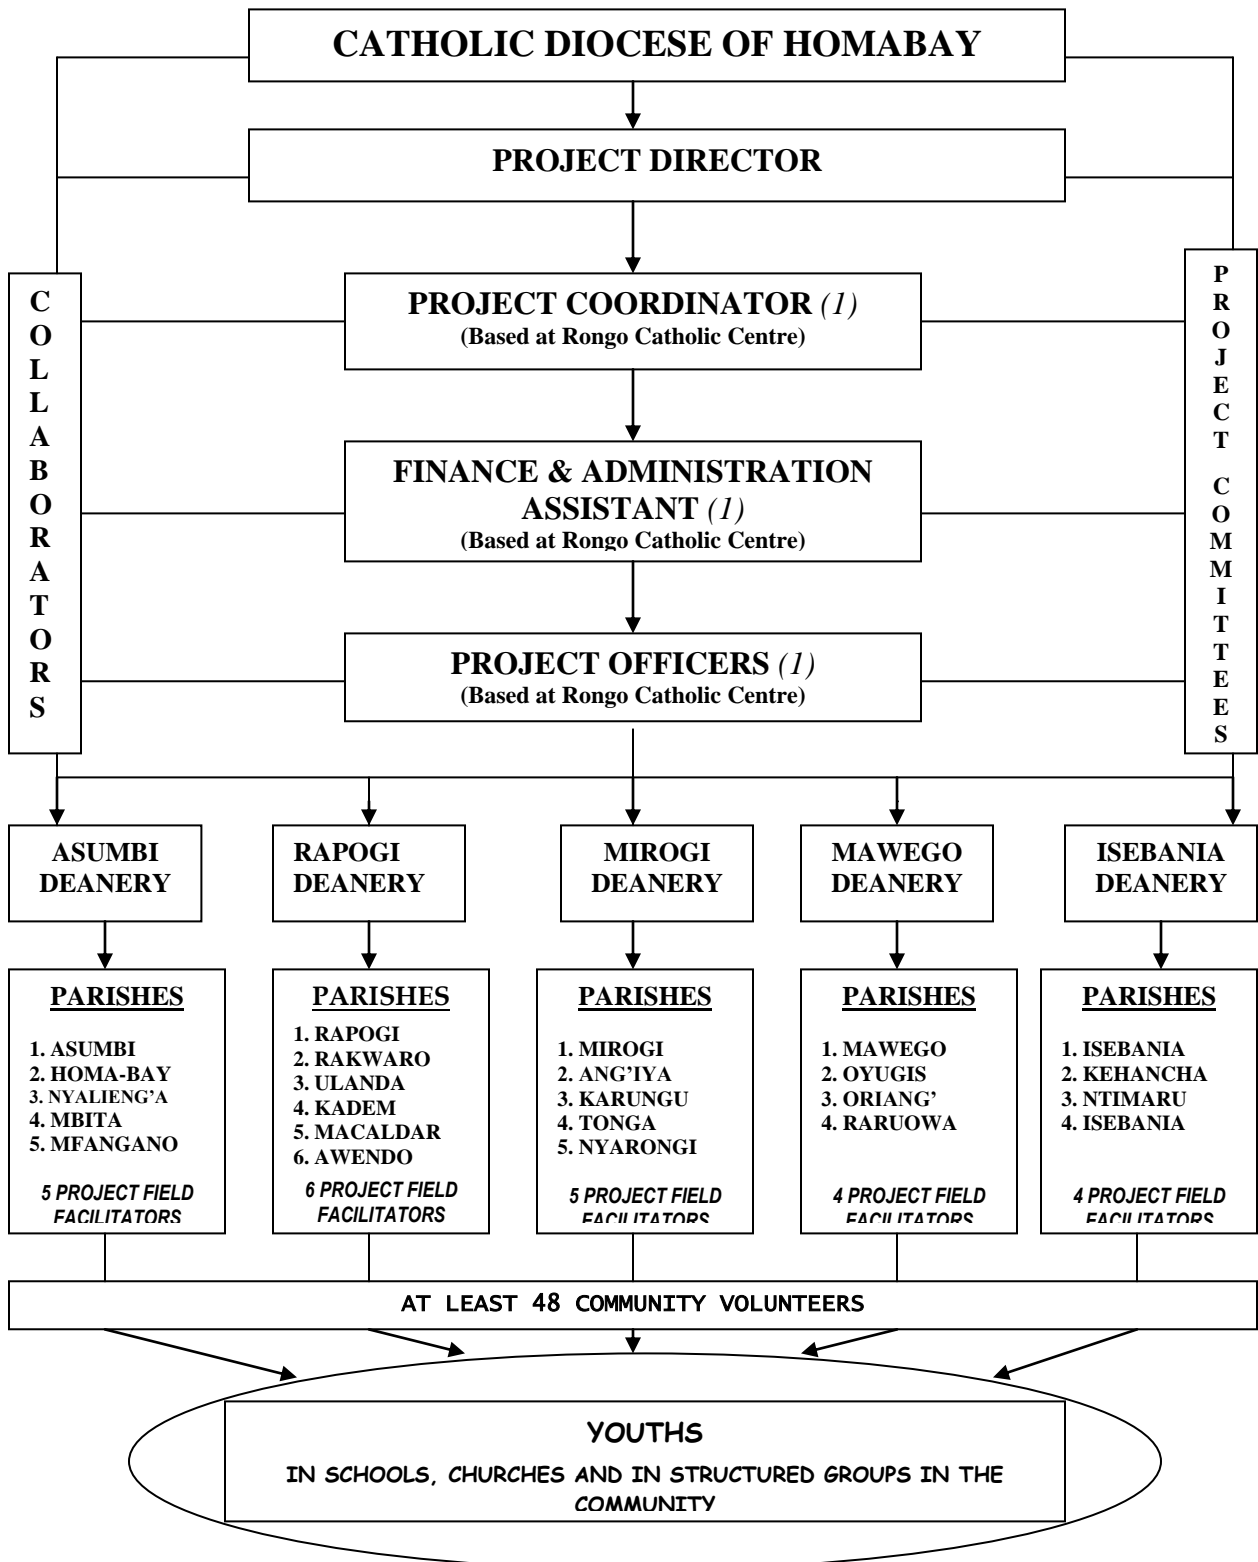 CATHOLIC DIOCESE OF HOMABAY
PROJECT DIRECTOR
COLLABORATORS
PROJECT COMMITTEES
PROJECT COORDINATOR (1)
(Based at Rongo Catholic Centre)
FINANCE & ADMINISTRATION
ASSISTANT (1)
(Based at Rongo Catholic Centre)
PROJECT OFFICERS (1)
(Based at Rongo Catholic Centre)
ASUMBI
DEANERY
RAPOGI
DEANERY
MIROGI
DEANERY
MAWEGO
DEANERY
ISEBANIA
DEANERY
PARISHES
1. ASUMBI
2. HOMA-BAY
3. NYALIENG'A
4. MBITA
5. MFANGANO
5 PROJECT FIELD
FACILITATORS
PARISHES
1. RAPOGI
2. RAKWARO
3. ULANDA
4. KADEM
5. MACALDAR
6. AWENDO
6 PROJECT FIELD
FACILITATORS
PARISHES
1. MIROGI
2. ANG'IYA
3. KARUNGU
4. TONGA
5. NYARONGI
5 PROJECT FIELD
FACILITATORS
PARISHES
1. MAWEGO
2. OYUGIS
3. ORIANG'
4. RARUOWA
4 PROJECT FIELD
FACILITATORS
PARISHES
1. ISEBANIA
2. KEHANCHA
3. NTIMARU
4. ISEBANIA
4 PROJECT FIELD
FACILITATORS
AT LEAST 48 COMMUNITY VOLUNTEERS
YOUTHS
IN SCHOOLS, CHURCHES AND IN STRUCTURED GROUPS IN THE
COMMUNITY